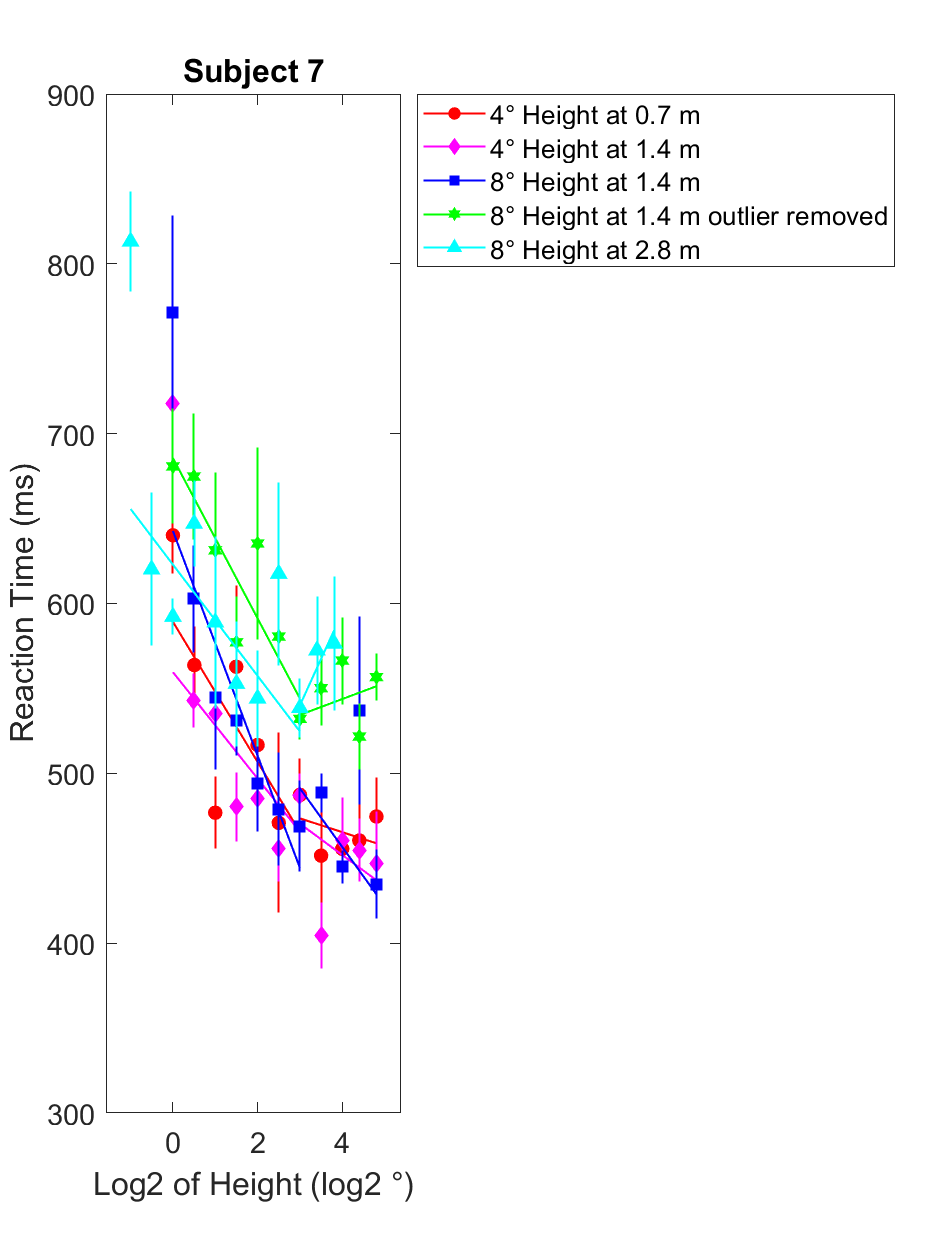 Subject 7
900
800
700
600
500
400
300
0 2 4
Reaction Time (ms)
Log2 of Height (log2 °)
4° Height at 0.7 m
4° Height at 1.4 m
8° Height at 1.4 m
8° Height at 1.4 m outlier removed
8° Height at 2.8 m